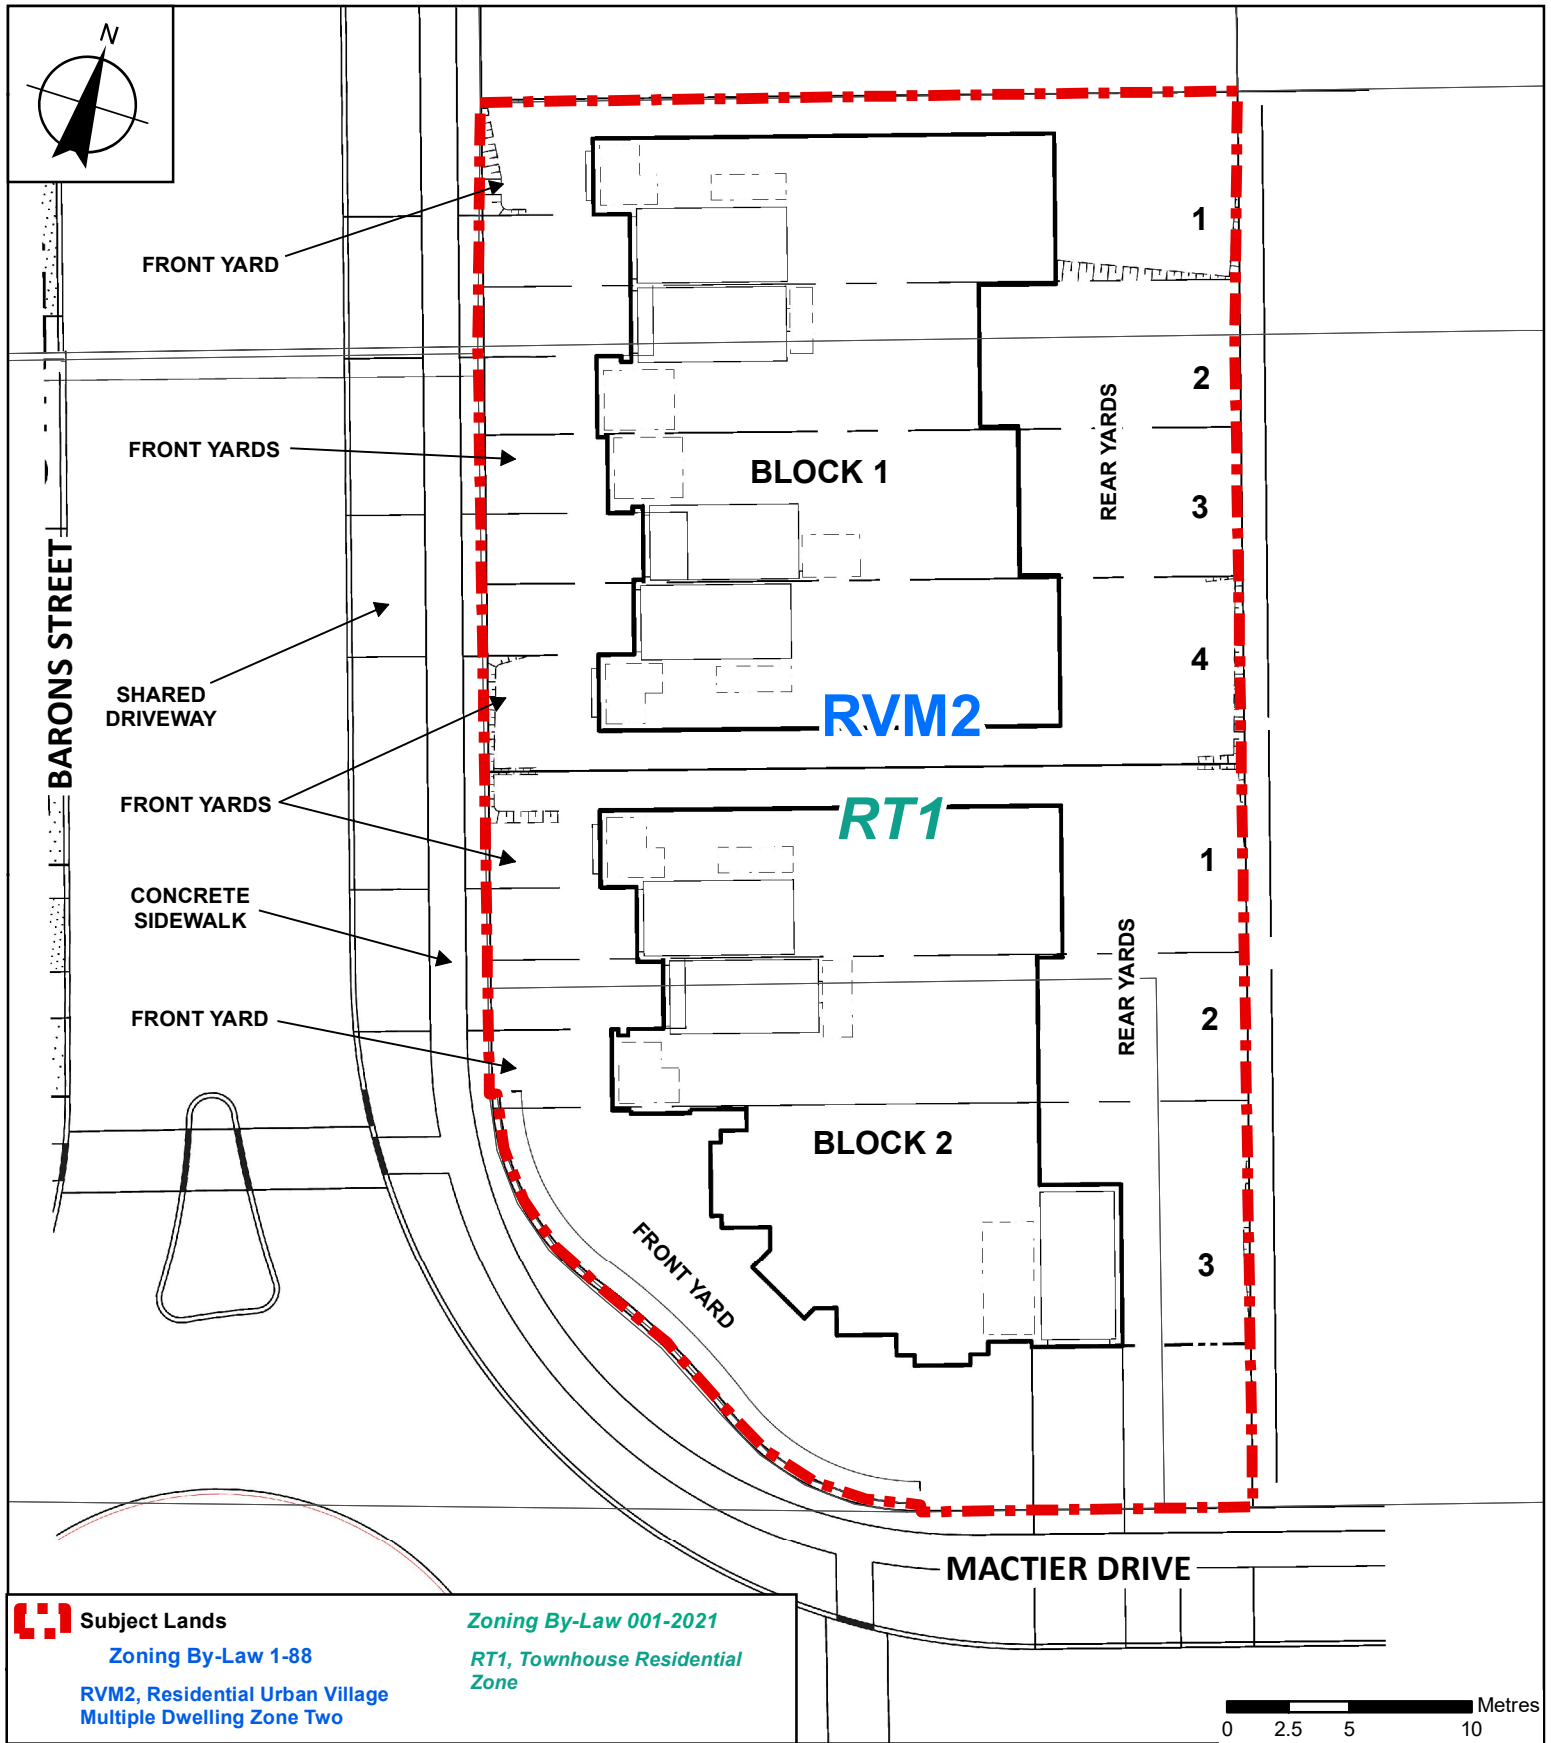 N
FRONT YARD
1
2
REAR YARDS
FRONT YARDS
BLOCK 1
3
BARONS STREET
SHARED
DRIVEWAY
4
RVM2
FRONT YARDS
RT1
1
CONCRETE
SIDEWALK
REAR YARDS
FRONT YARD
2
BLOCK 2
FRONT YARD
3
MACTIER DRIVE
Subject Lands
Zoning By-Law 1-88
RVM2, Residential Urban Village
Multiple Dwelling Zone Two
Zoning By-Law 001-2021
RT1, Townhouse Residential
Zone
Metres
0 2.5 5 10